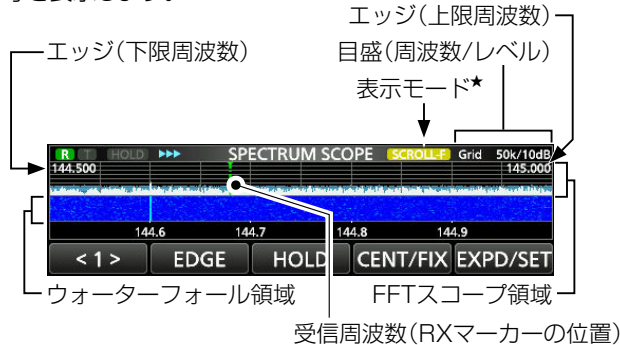 エッジ(上限周波数)
エッジ(下限周波数)
目盛(周波数/レベル)
表示モード★
R T HOLD ▶▶▶ SPECTRUM SCOPE SCROLL-F Grid 50k/10dB
144.500 145.000
144.6 144.7 144.8 144.9
< 1 > EDGE HOLD CENT/FIX EXPD/SET
ウォーターフォール領域
FFTスコープ領域
受信周波数(RXマーカーの位置)